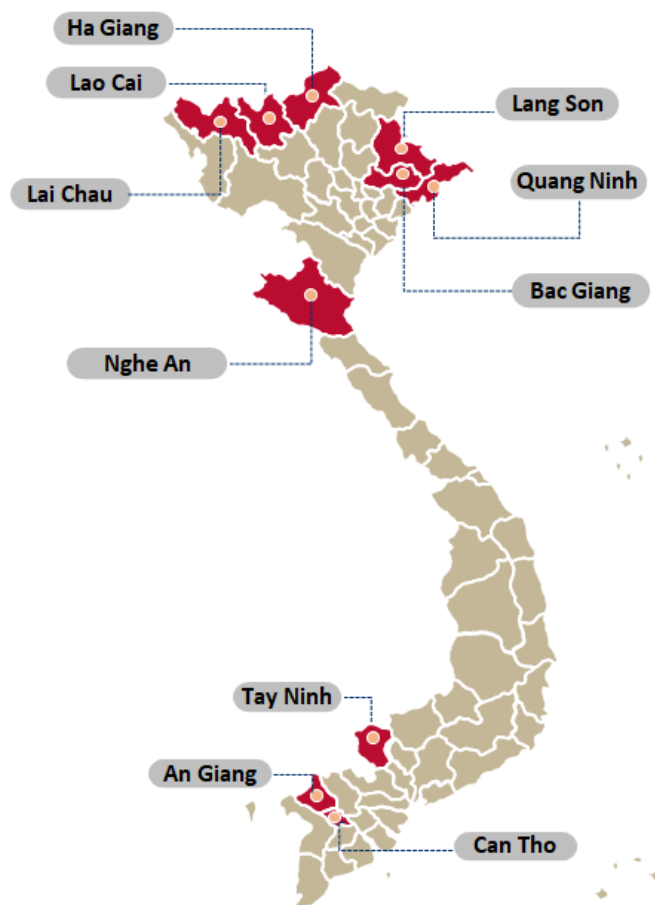 Ha Giang
Lao Cai
Lang Son
Quang Ninh
Lai Chau
Bac Giang
Nghe An
Tay Ninh
An Giang
Can Tho